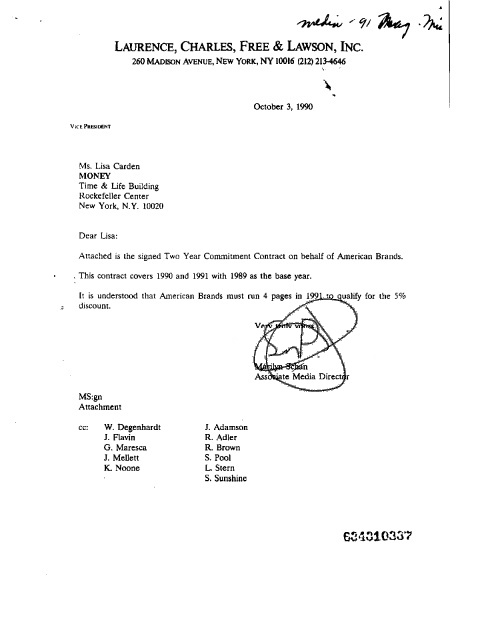 media - 91 Mag. Mix
LAURENCE, CHARLES, FREE & LAWSON, INC.
260 MADISON AVENUE, NEW YORK, NY 10016 (212) 213-4646
October 3, 1990
VICE PRESIDENT
Ms. Lisa Carden
MONEY
Time & Life Building
Rockefeller Center
New York, N.Y. 10020
Dear Lisa:
Attached is the signed Two Year Commitment Contract on behalf of American Brands.
This contract covers 1990 and 1991 with 1989 as the base year.
It is understood that American Brands must run 4 pages in 1991 to qualify for the 5%
discount.
Very truly yours,
Marilyn Schan
Associate Media Director
MS:gn
Attachment
cc: W. Degenhardt J. Adamson
J. Flavin R. Adler
G. Maresca R. Brown
J. Mellett S. Pool
K. Noone L. Stern
S. Sunshine
634310337